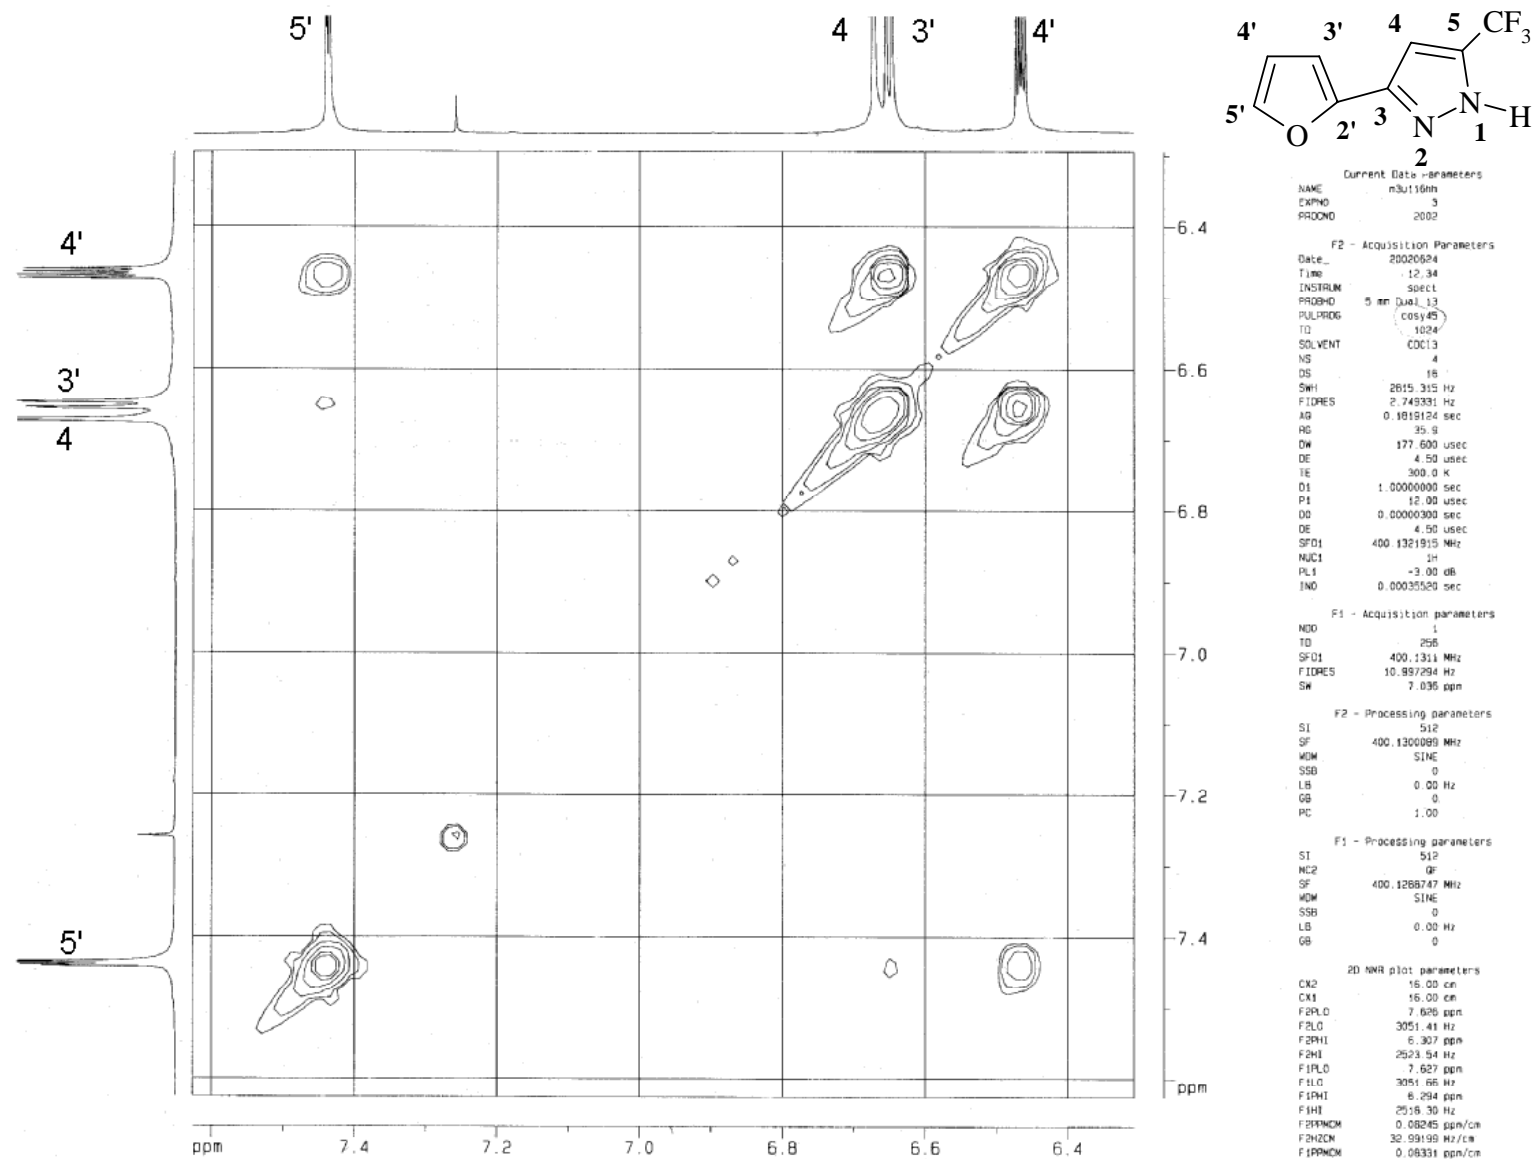 5'
4
3'
4'
4'
3'
4
5
CF3
5'
O
2'
3
N
2
N
1
H
4'
3'
4
5'
6.4
6.6
6.8
7.0
7.2
7.4
ppm
ppm
7.4
7.2
7.0
6.8
6.6
6.4
Current Data Parameters
NAME m3u116hh
EXPNO 3
PROCNO 2002
F2 - Acquisition Parameters
Date_ 20020624
Time 12.34
INSTRUM spect
PROBHD 5 mm Dual 13
PULPROG cosy45
TD 1024
SOLVENT CDCl3
NS 4
DS 16
SWH 2815.315 Hz
FIDRES 2.749331 Hz
AQ 0.1819124 sec
RG 35.9
DW 177.600 usec
DE 4.50 usec
TE 300.0 K
D1 1.00000000 sec
P1 12.00 usec
D0 0.00000300 sec
DE 4.50 usec
SFO1 400.1321915 MHz
NUC1 1H
PL1 -3.00 dB
IN0 0.00035520 sec
F1 - Acquisition parameters
ND0 1
TD 256
SFO1 400.1311 MHz
FIDRES 10.997294 Hz
SW 7.036 ppm
F2 - Processing parameters
SI 512
SF 400.1300089 MHz
WDW SINE
SSB 0
LB 0.00 Hz
GB 0
PC 1.00
F1 - Processing parameters
SI 512
MC2 QF
SF 400.1288747 MHz
WDW SINE
SSB 0
LB 0.00 Hz
GB 0
2D NMR plot parameters
CX2 16.00 cm
CX1 16.00 cm
F2PLO 7.626 ppm
F2LO 3051.41 Hz
F2PHI 6.307 ppm
F2HI 2523.54 Hz
F1PLO 7.627 ppm
F1LO 3051.66 Hz
F1PHI 6.294 ppm
F1HI 2518.30 Hz
F2PPMCM 0.08245 ppm/cm
F2HZCM 32.99199 Hz/cm
F1PPMCM 0.08331 ppm/cm